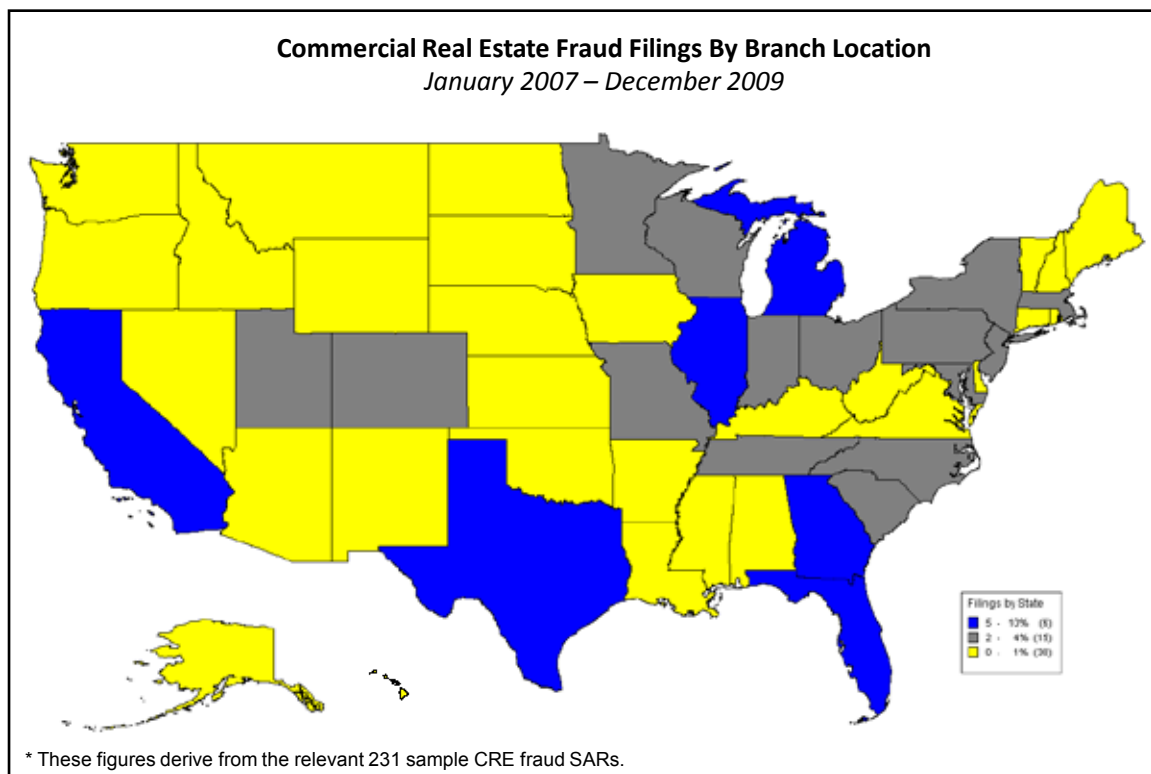 Commercial Real Estate Fraud Filings By Branch Location
January 2007 – December 2009
Filings by State
5 - 13% (6)
2 - 4% (15)
0 - 1% (30)
* These figures derive from the relevant 231 sample CRE fraud SARs.